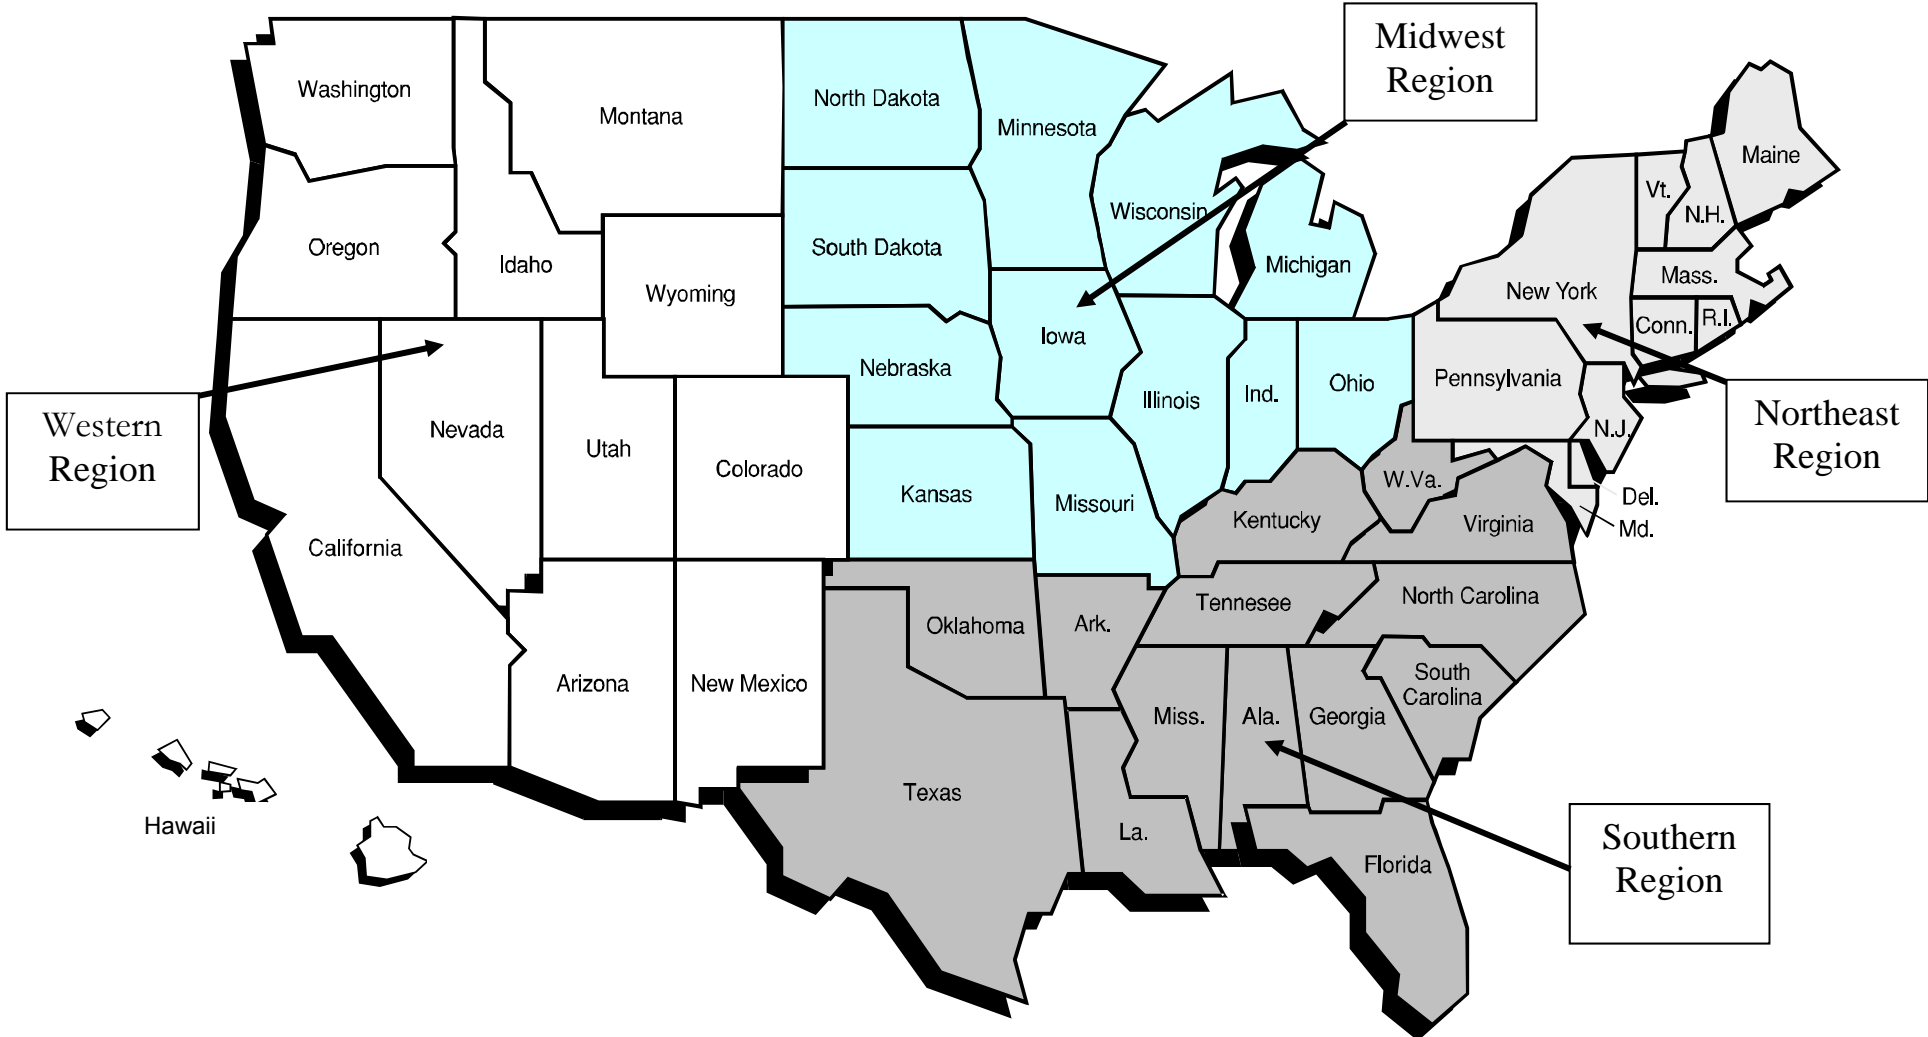 Midwest
Region
Washington
Montana
North Dakota
Minnesota
Maine
Vt.
N.H.
Wisconsin
Oregon
Idaho
South Dakota
Michigan
Mass.
Wyoming
New York
Conn.
R.I.
Iowa
Nebraska
Pennsylvania
Illinois
Ind.
Ohio
Northeast
Region
Western
Region
Nevada
Utah
Colorado
N.J.
Kansas
Missouri
W.Va.
Del.
Md.
Kentucky
Virginia
California
Tennesee
North Carolina
Oklahoma
Ark.
Arizona
New Mexico
South
Carolina
Miss.
Ala.
Georgia
Texas
Hawaii
La.
Florida
Southern
Region